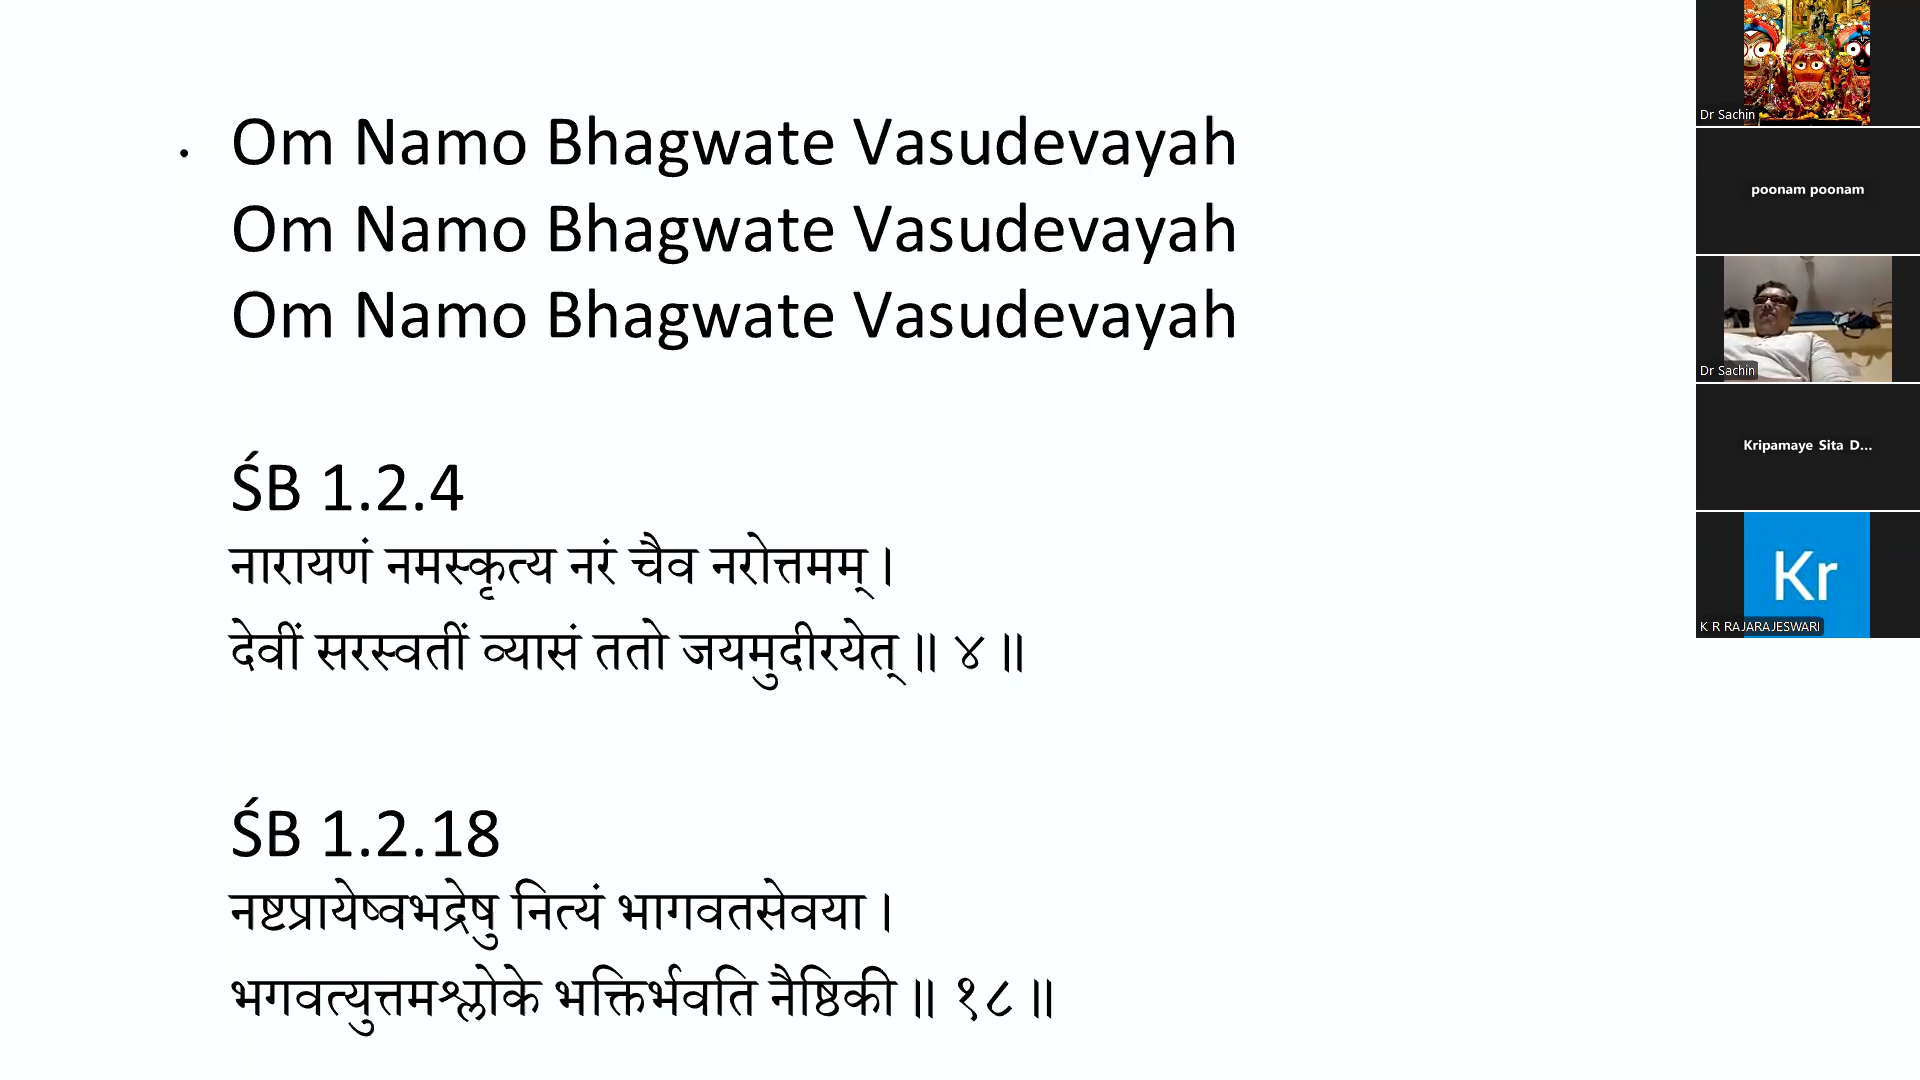 • Om Namo Bhagwate Vasudevayah
Om Namo Bhagwate Vasudevayah
Om Namo Bhagwate Vasudevayah
ŚB 1.2.4
नारायणं नमस्कृत्य नरं चैव नरोत्तमम् ।
देवीं सरस्वतीं व्यासं ततो जयमुदीरयेत् ॥ ४ ॥
ŚB 1.2.18
नष्टप्रायेष्वभद्रेषु नित्यं भागवतसेवया ।
भगवत्युत्तमश्लोके भक्तिर्भवति नैष्ठिकी ॥ १८ ॥
Dr Sachin
poonam poonam
Dr Sachin
Kripamaye Sita D...
Kr
K R RAJARAJESWARI